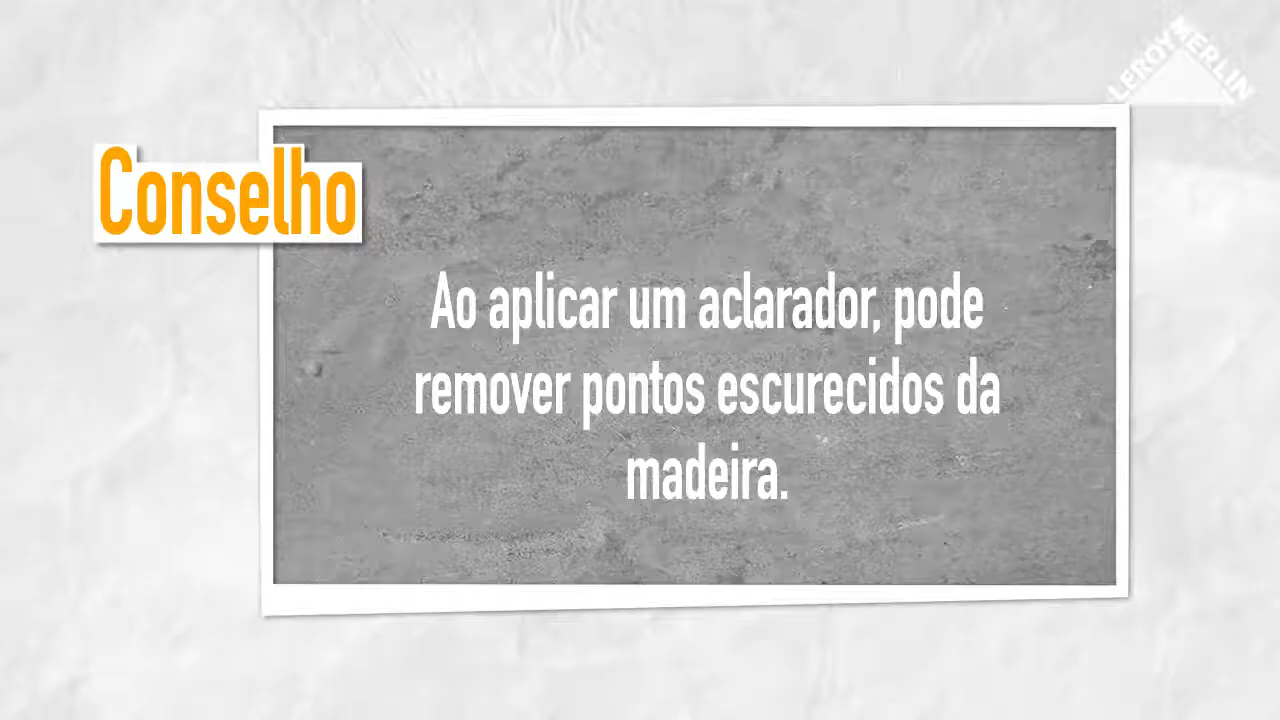 LEROY MERLIN
Conselho
Ao aplicar um aclarador, pode
remover pontos escurecidos da
madeira.